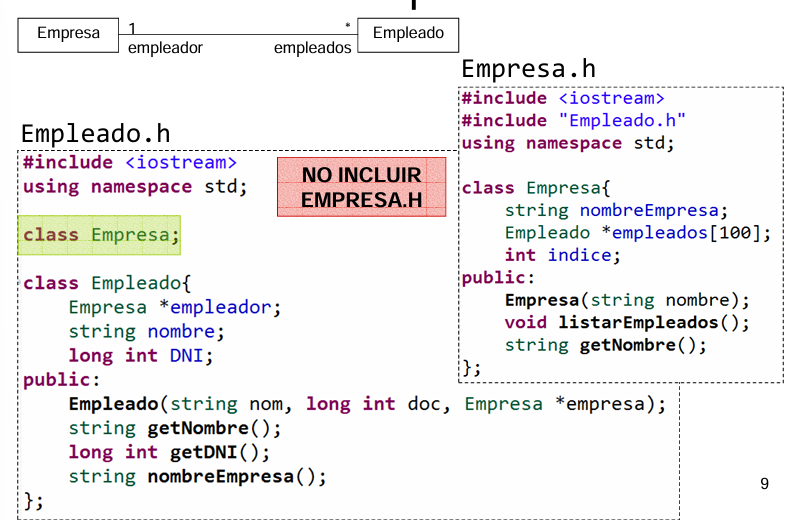 Empresa
1
empleador
*
empleados
Empleado
Empresa.h
#include <iostream>
#include "Empleado.h"
using namespace std;
class Empresa{
string nombreEmpresa;
Empleado *empleados[100];
int indice;
public:
Empresa(string nombre);
void listarEmpleados();
string getNombre();
};
Empleado.h
#include <iostream>
using namespace std;
NO INCLUIR
EMPRESA.H
class Empresa;
class Empleado{
Empresa *empleador;
string nombre;
long int DNI;
public:
Empleado(string nom, long int doc, Empresa *empresa);
string getNombre();
long int getDNI();
string nombreEmpresa();
};
9